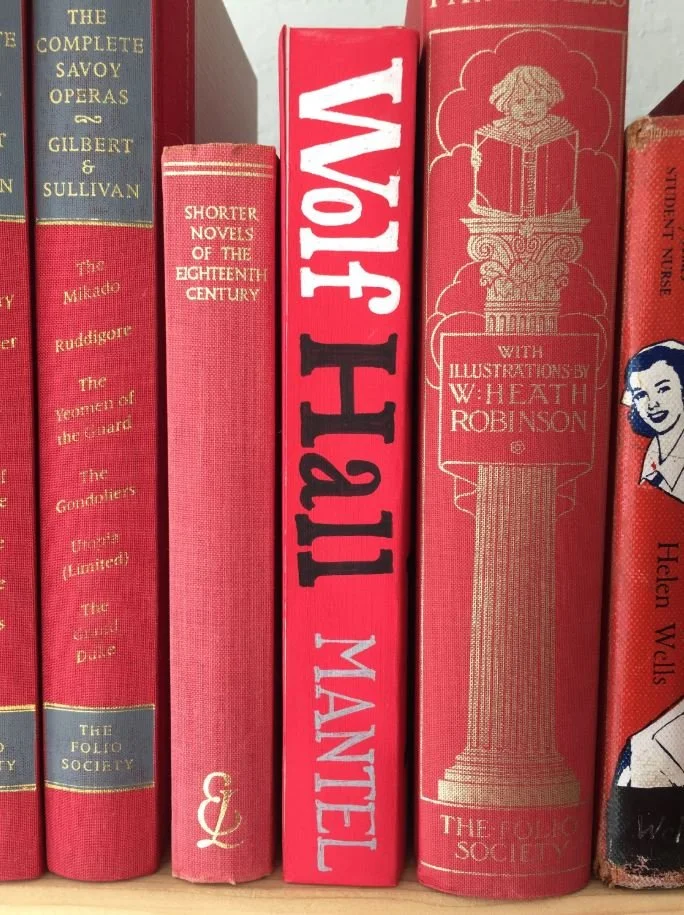 THE
COMPLETE
SAVOY
OPERAS
GILBERT
&
SULLIVAN
The
Mikado
Ruddigore
The
Yeomen of
the Guard
The
Gondoliers
Utopia
(Limited)
The
Grand
Duke
THE
FOLIO
SOCIETY
SHORTER
NOVELS
OF THE
EIGHTEENTH
CENTURY
EL
Wolf Hall MANTEL
WITH
ILLUSTRATIONS·BY
W:HEATH
ROBINSON
THE·FOLIO
SOCIETY
STUDENT NURSE
Helen Wells